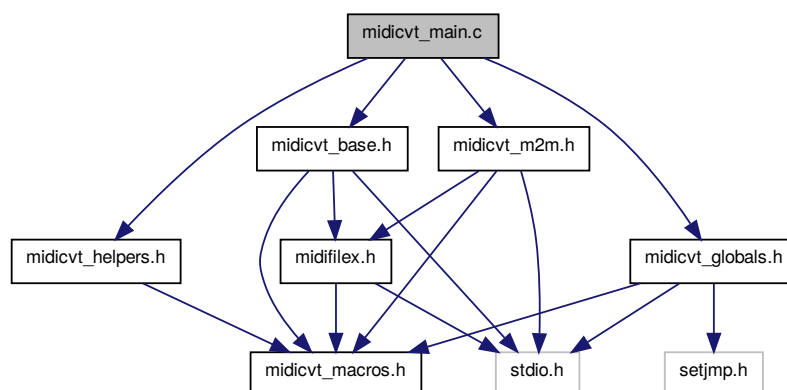 midicvt_main.c
midicvt_base.h
midicvt_m2m.h
midicvt_helpers.h
midifilex.h
midicvt_globals.h
midicvt_macros.h
stdio.h
setjmp.h